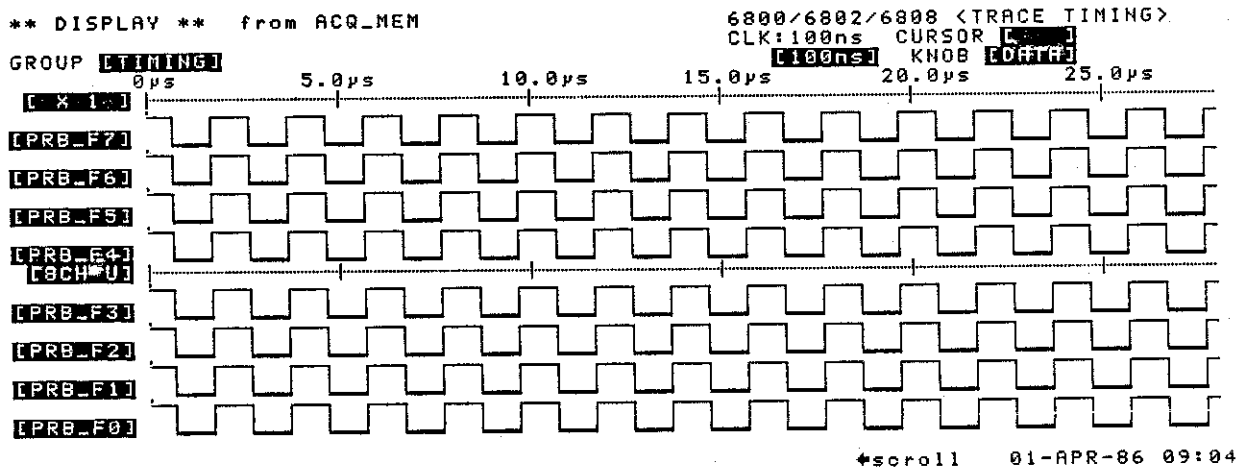 ** DISPLAY ** from ACQ_MEM
6800/6802/6808 <TRACE TIMING>
CLK:100ns CURSOR [ ]
GROUP [TIMING]
[100ns] KNOB [DATA]
0µs 5.0µs 10.0µs 15.0µs 20.0µs 25.0µs
[ X 1 ]
[PRB_F7]
[PRB_F6]
[PRB_F5]
[PRB_F4]
[8CH U]
[PRB_F3]
[PRB_F2]
[PRB_F1]
[PRB_F0]
scroll 01-APR-86 09:04